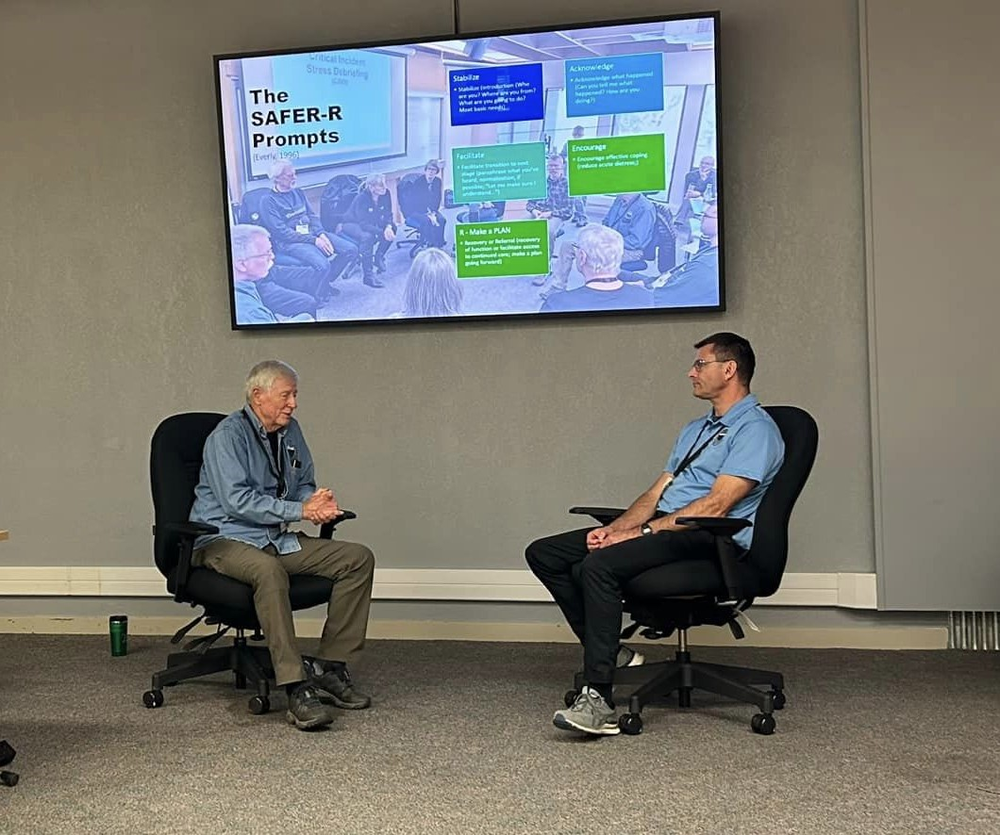 Critical Incident
Stress Debriefing
The
SAFER-R
Prompts
(Everly, 1996)
Stabilize
• Stabilize (introduction (Who
are you? Where are you from?
What are you going to do?
Meet basic needs)
Acknowledge
• Acknowledge what happened
(Can you tell me what
happened? How are you
doing?)
Facilitate
• Facilitate transition to next
stage (paraphrase what you've
heard, normalization, if
possible; "Let me make sure I
understand...")
Encourage
• Encourage effective coping
(reduce acute distress;)
R - Make a PLAN
• Recovery or Referral (recovery
of function or facilitate access
to continued care; make a plan
going forward)